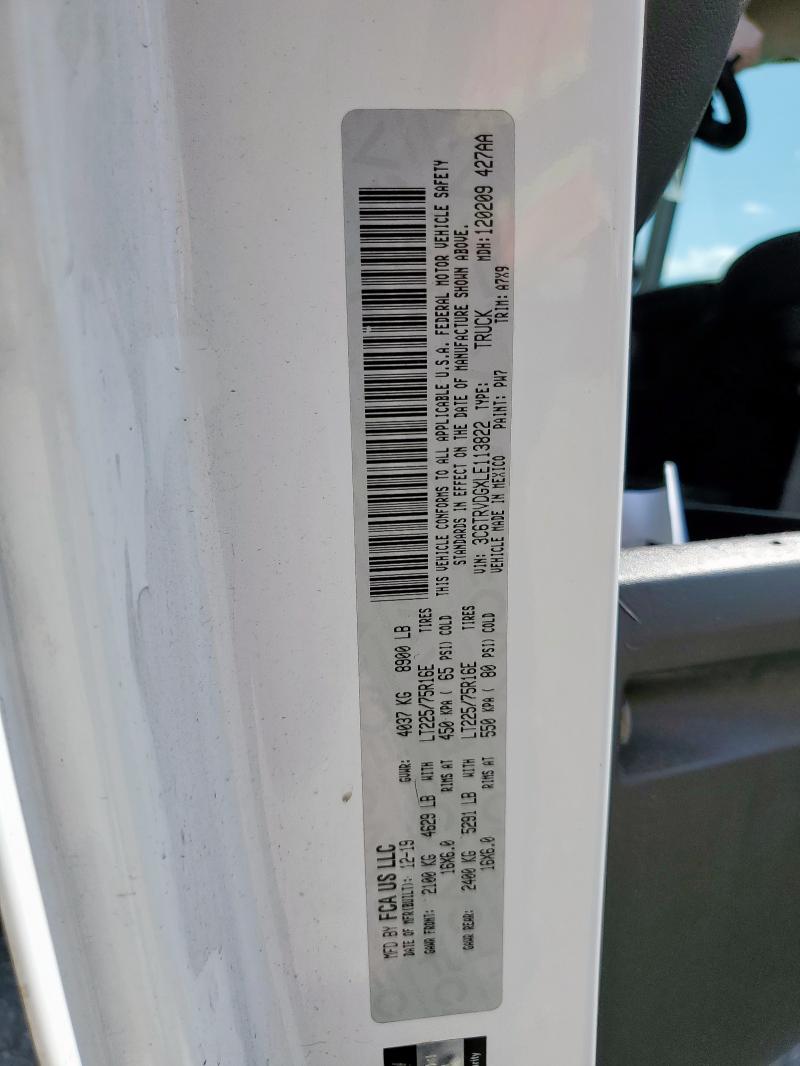 MFD BY FCA US LLC
DATE OF MFR(BUILT): 12-19 GVWR: 4037 KG 8900 LB
GAWR FRONT: 2100 KG 4629 LB WITH LT225/75R16E TIRES
16X6.0 RIMS AT 450 KPA ( 65 PSI) COLD
GAWR REAR: 2400 KG 5291 LB WITH LT225/75R16E TIRES
16X6.0 RIMS AT 550 KPA ( 80 PSI) COLD
THIS VEHICLE CONFORMS TO ALL APPLICABLE U.S.A. FEDERAL MOTOR VEHICLE SAFETY
STANDARDS IN EFFECT ON THE DATE OF MANUFACTURE SHOWN ABOVE.
VIN: 3C6TRVDGXLE113822 TYPE: TRUCK MDH: 120209 427AA
VEHICLE MADE IN MEXICO PAINT: PW7 TRIM: A7X9